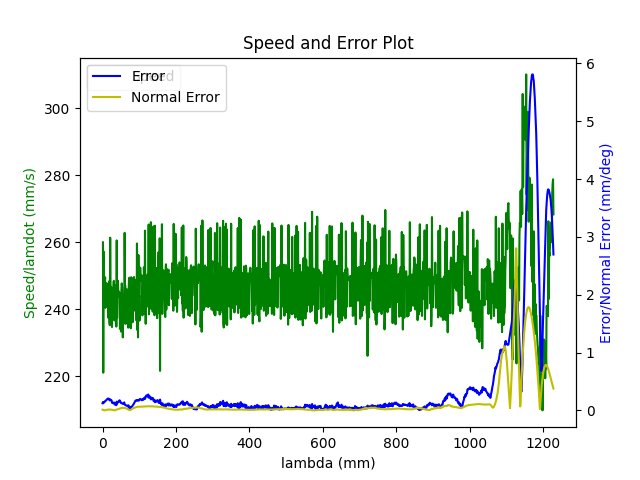 Speed and Error Plot
Error
Normal Error
Speed/lamdot (mm/s)
300
280
260
240
220
6
5
4
3
2
1
0
Error/Normal Error (mm/deg)
0 200 400 600 800 1000 1200
lambda (mm)